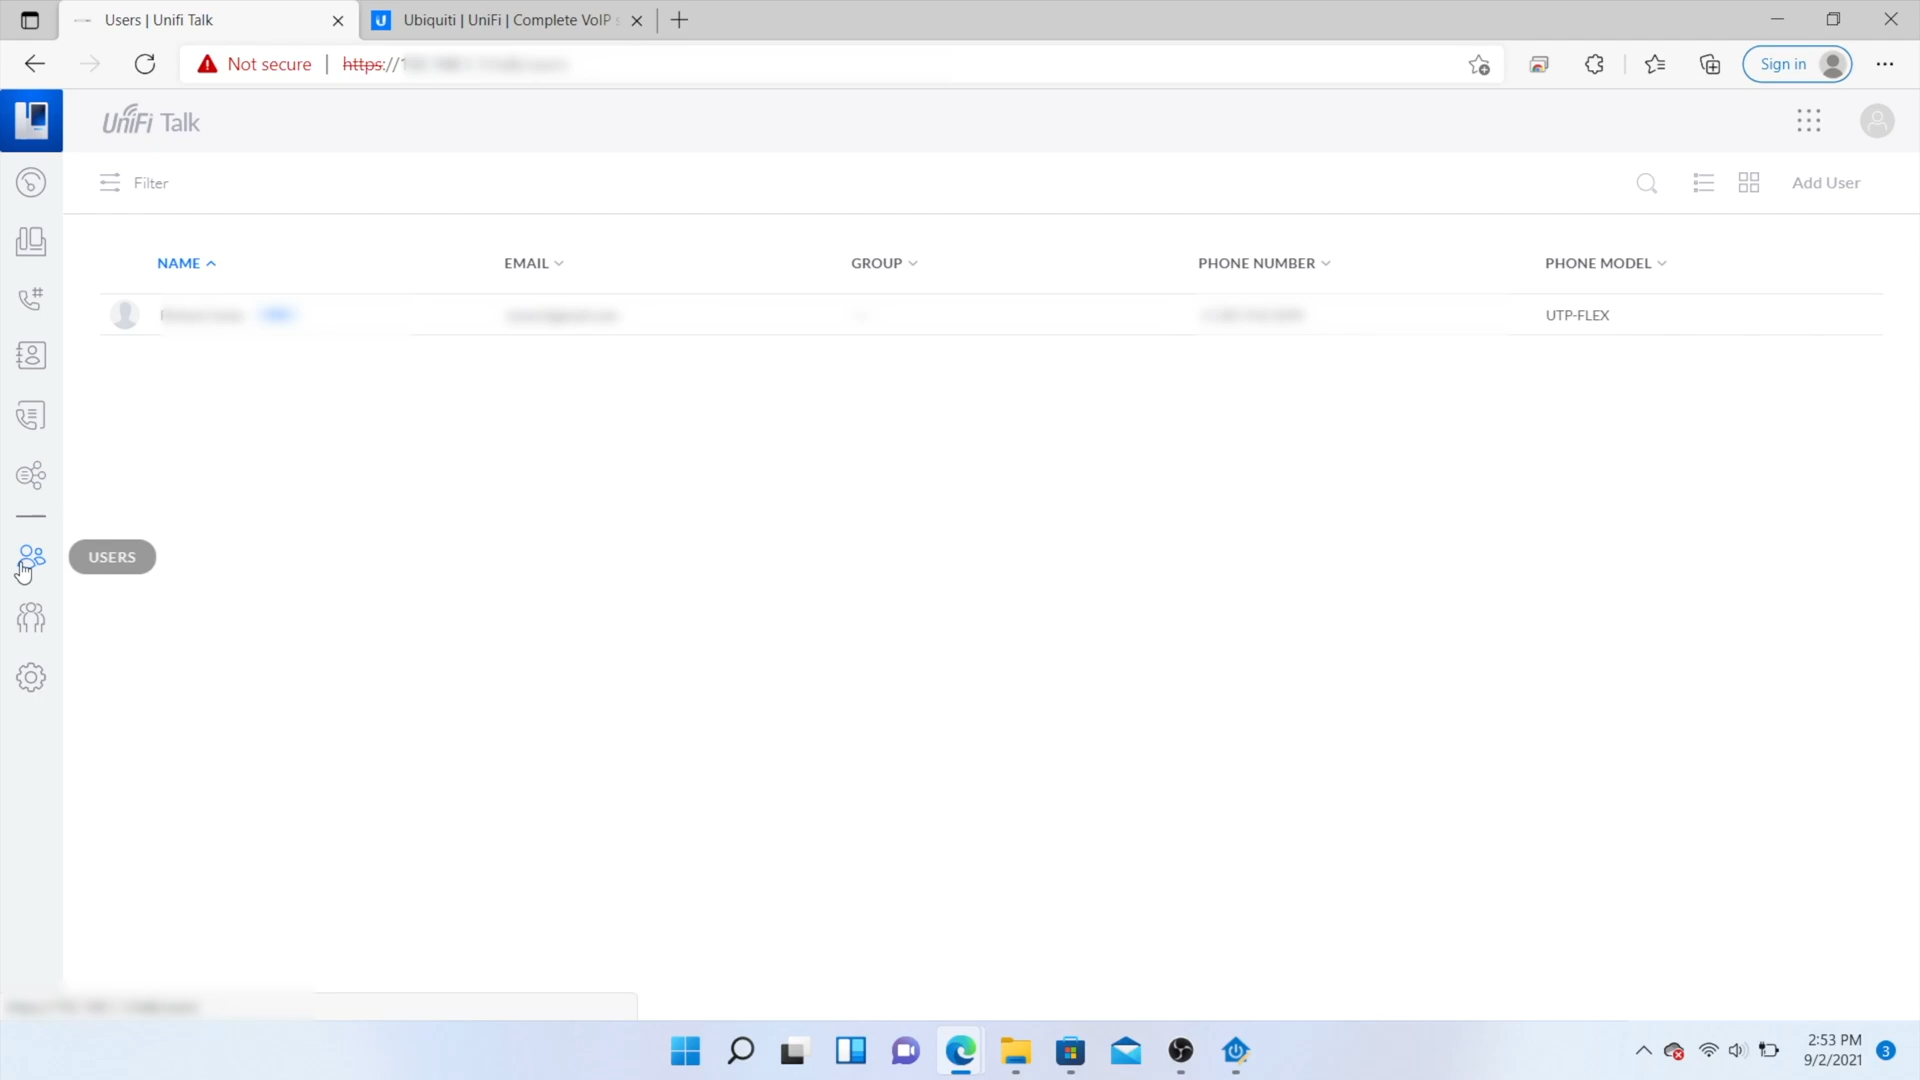 Users | Unifi Talk
Ubiquiti | UniFi | Complete VoIP
Not secure | https://
Sign in
UniFi Talk
Filter
Add User
NAME EMAIL GROUP PHONE NUMBER PHONE MODEL
UTP-FLEX
USERS
2:53 PM
9/2/2021
3